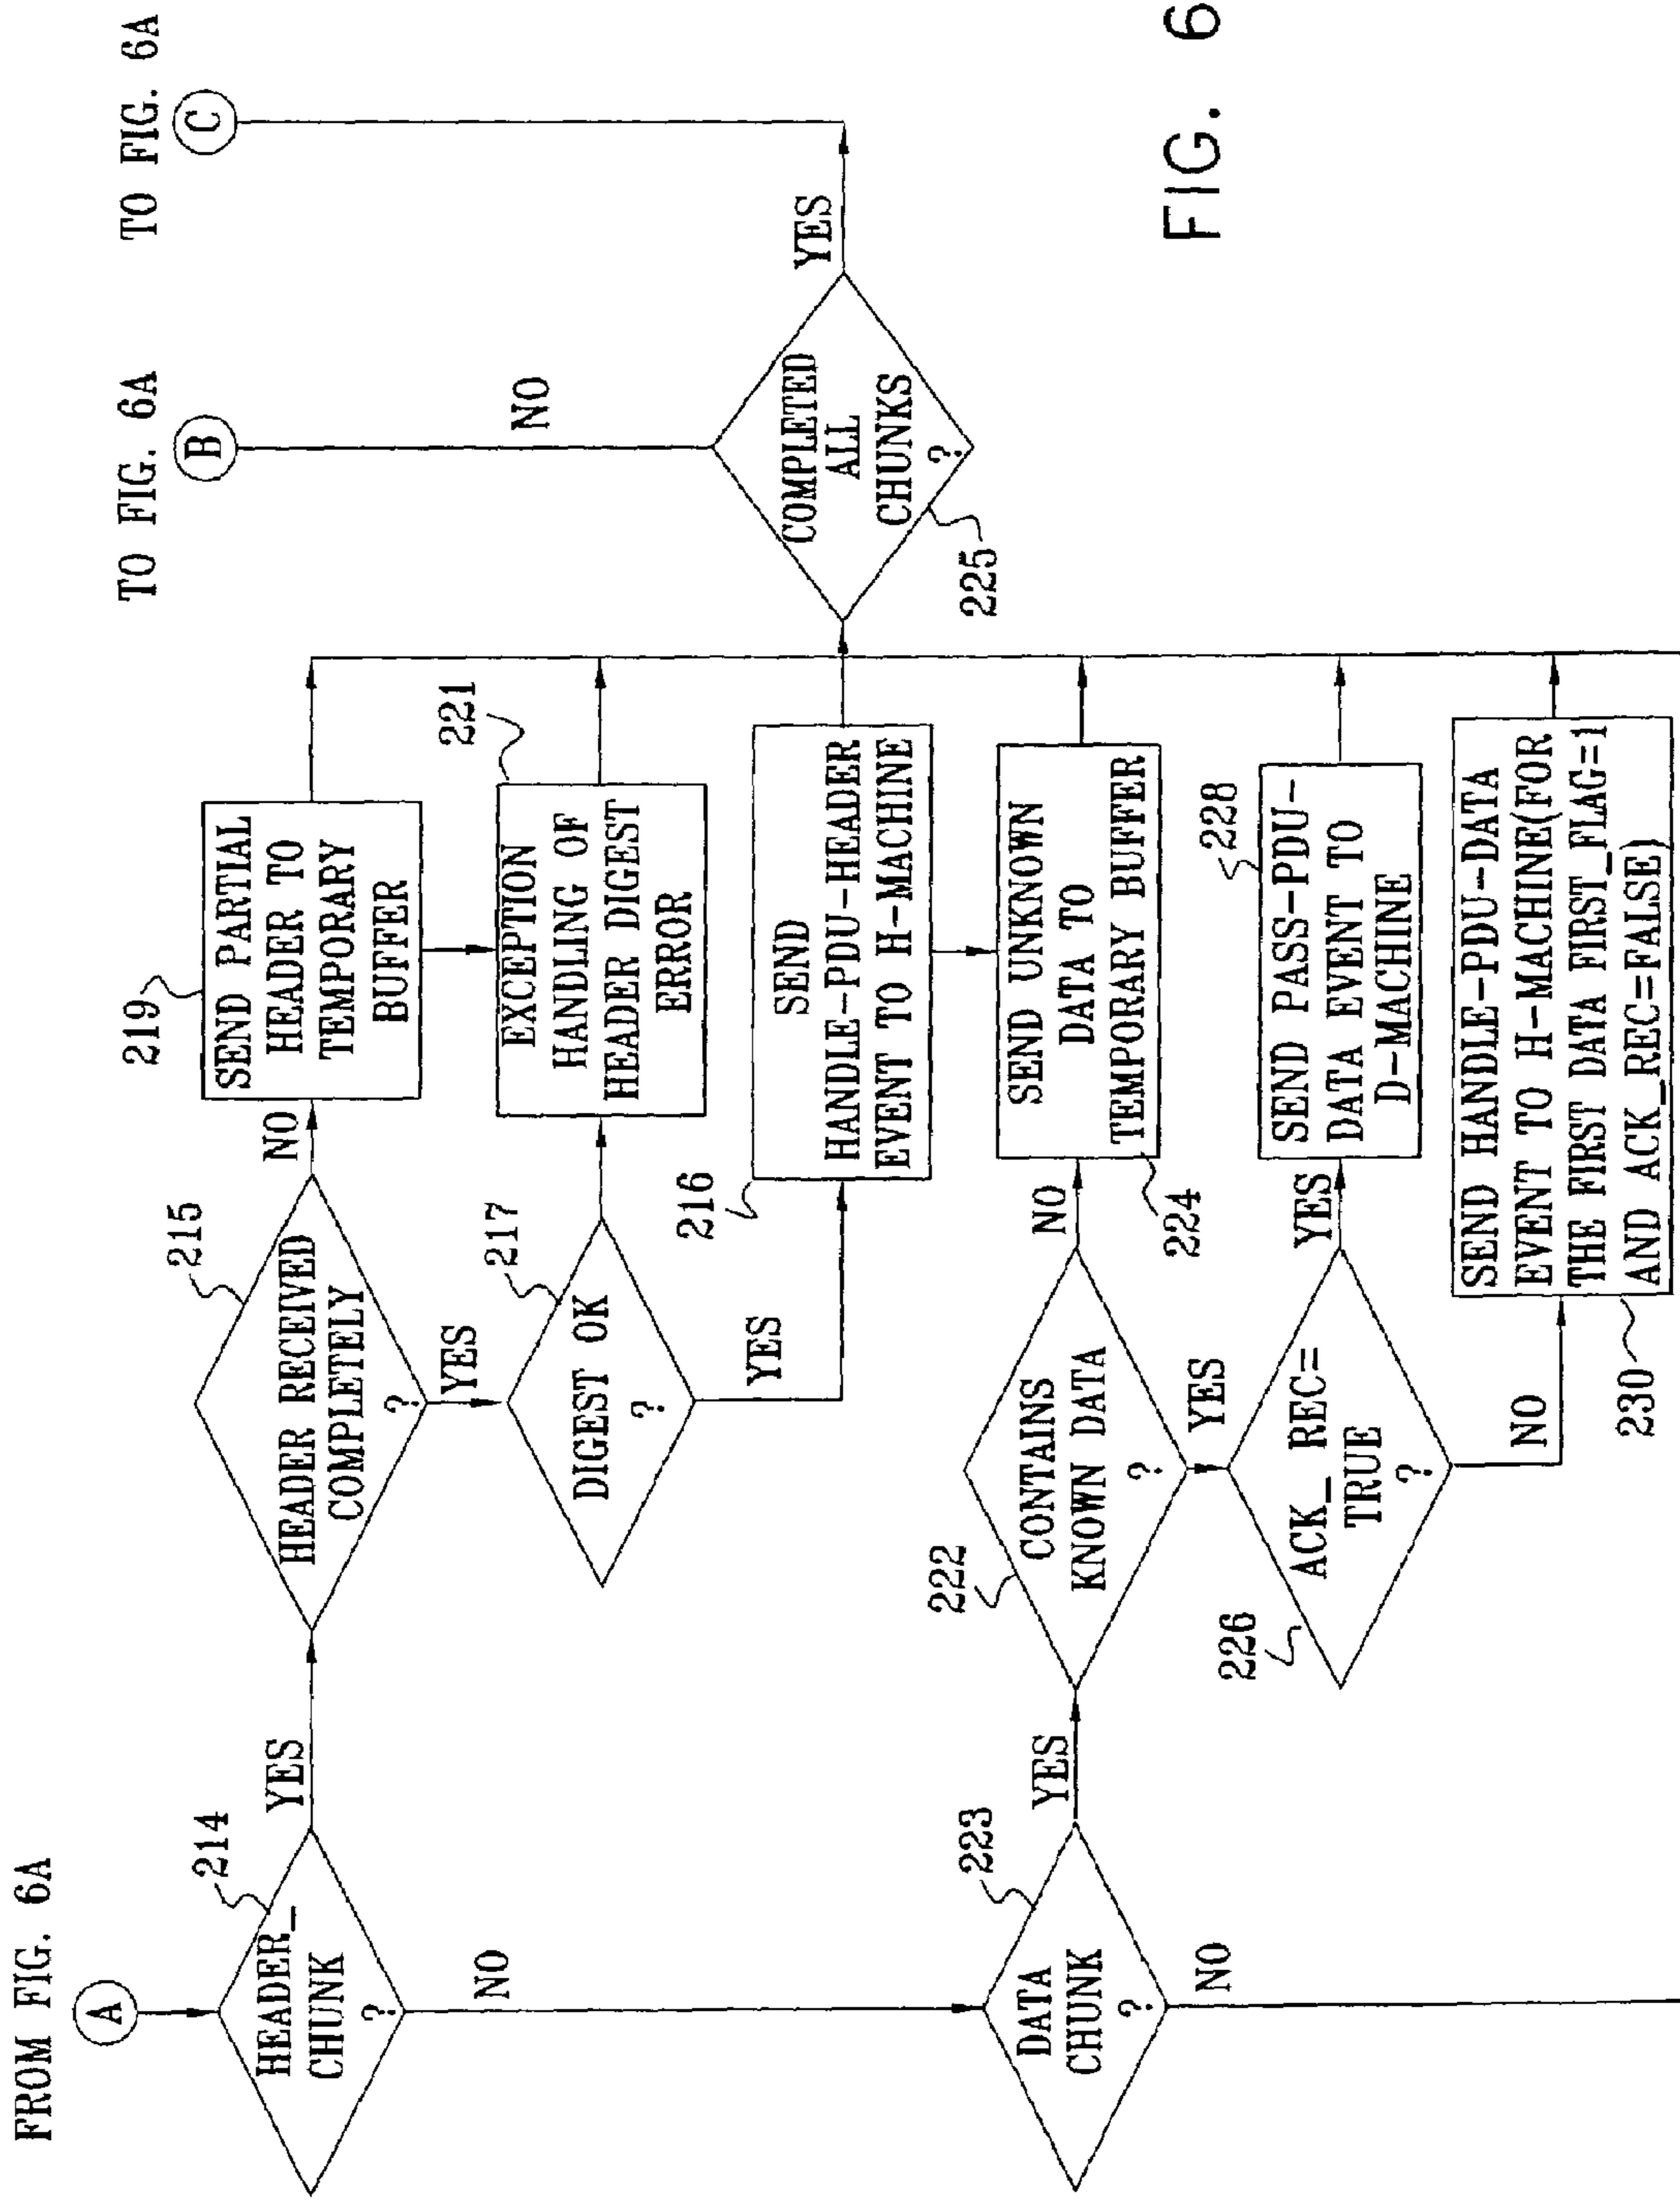 FROM FIG. 6A
A
214
HEADER_
CHUNK
?
YES
NO
215
HEADER RECEIVED
COMPLETELY
?
NO
YES
219
SEND PARTIAL
HEADER TO
TEMPORARY
BUFFER
217
DIGEST OK
?
YES
221
EXCEPTION
HANDLING OF
HEADER DIGEST
ERROR
216
SEND
HANDLE-PDU-HEADER
EVENT TO H-MACHINE
223
DATA
CHUNK
?
YES
NO
222
CONTAINS
KNOWN DATA
?
NO
YES
224
SEND UNKNOWN
DATA TO
TEMPORARY BUFFER
226
ACK_ REC=
TRUE
?
YES
NO
228
SEND PASS-PDU-
DATA EVENT TO
D-MACHINE
230
SEND HANDLE-PDU-DATA
EVENT TO H-MACHINE(FOR
THE FIRST DATA FIRST_FLAG=1
AND ACK_REC=FALSE)
225
COMPLETED
ALL
CHUNKS
?
NO
YES
TO FIG. 6A
B
TO FIG. 6A
C
FIG. 6